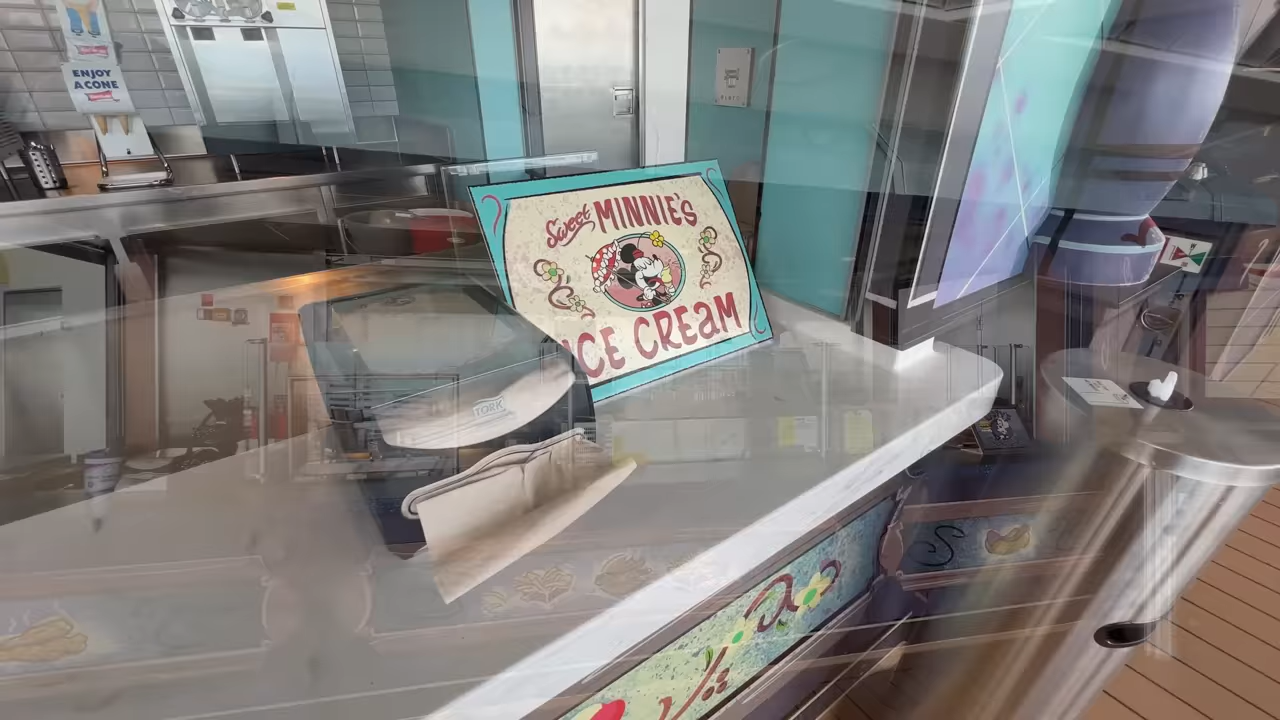 ENJOY
A CONE
Sweet MINNIE'S
ICE CREAM
TORK